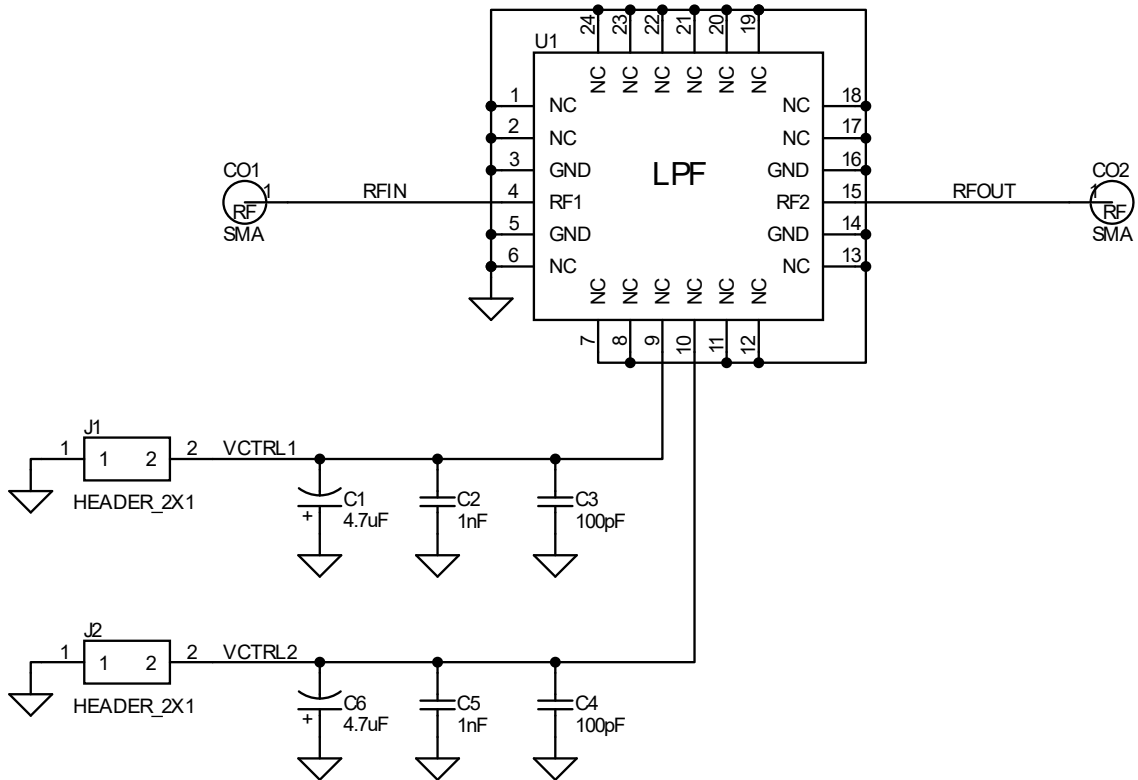 24 23 22 21 20 19
U1
NC NC NC NC NC NC
1 NC NC 18
2 NC NC 17
3 GND GND 16
LPF
CO1 1 RF SMA
RFIN
4 RF1 RF2 15
RFOUT
CO2 1 RF SMA
5 GND GND 14
6 NC NC 13
NC NC NC NC NC NC
7 8 9 10 11 12
J1
1 1 2 2 VCTRL1
HEADER_2X1
+ C1 4.7uF
C2 1nF
C3 100pF
J2
1 1 2 2 VCTRL2
HEADER_2X1
+ C6 4.7uF
C5 1nF
C4 100pF